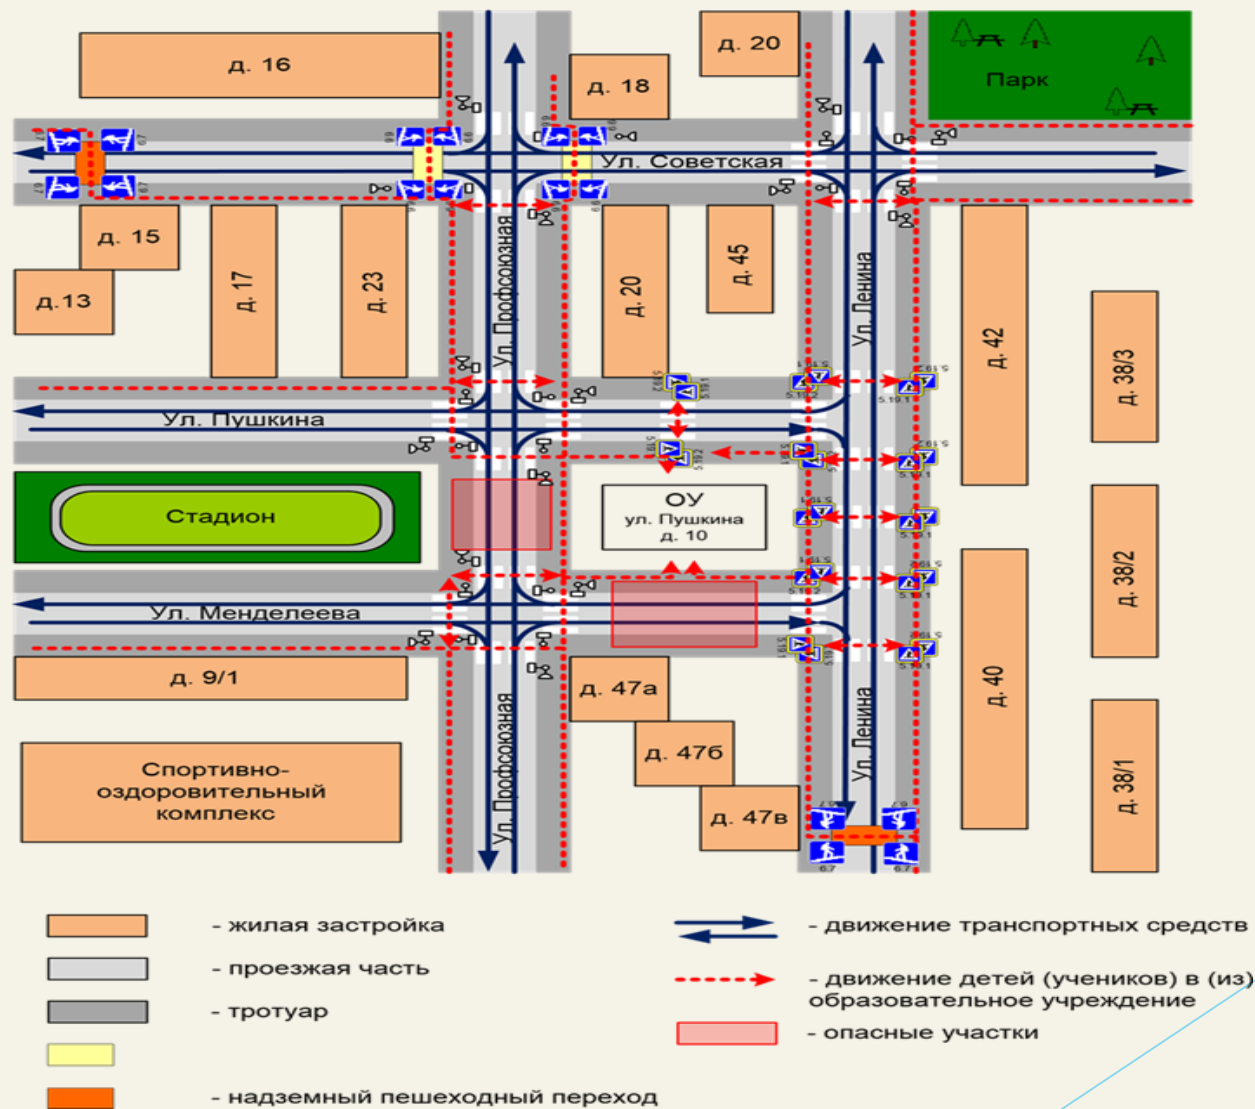 д. 16
д. 18
д. 20
Парк
Ул. Советская
д. 15
д.13
д. 17
д. 23
Ул. Профсоюзная
д. 20
д. 45
Ул. Ленина
д. 42
д. 38/3
Ул. Пушкина
Стадион
ОУ
ул. Пушкина
д. 10
д. 38/2
Ул. Менделеева
д. 9/1
д. 47а
д. 47б
д. 47в
Ул. Профсоюзная
Ул. Ленина
д. 40
д. 38/1
Спортивно-
оздоровительный
комплекс
- жилая застройка
- проезжая часть
- тротуар
- надземный пешеходный переход
- движение транспортных средств
- движение детей (учеников) в (из)
образовательное учреждение
- опасные участки